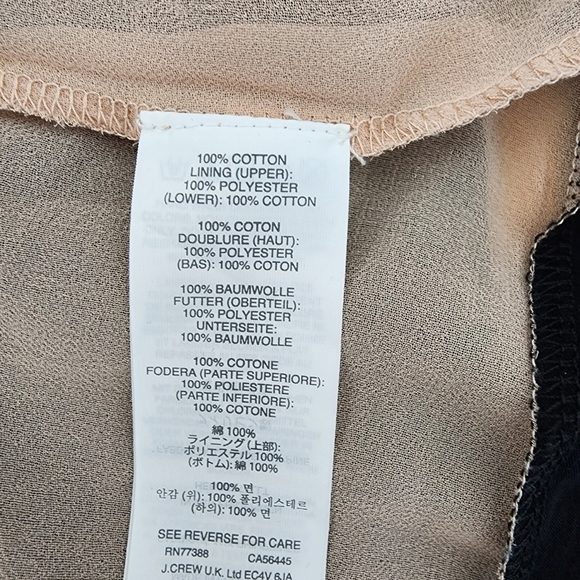 100% COTTON
LINING (UPPER):
100% POLYESTER
(LOWER): 100% COTTON
100% COTON
DOUBLURE (HAUT):
100% POLYESTER
(BAS): 100% COTON
100% BAUMWOLLE
FUTTER (OBERTEIL):
100% POLYESTER
UNTERSEITE:
100% BAUMWOLLE
100% COTONE
FODERA (PARTE SUPERIORE):
100% POLIESTERE
(PARTE INFERIORE):
100% COTONE
綿 100%
ライニング (上部):
ポリエステル 100%
(ボトム): 綿 100%
100% 면
안감 (위): 100% 폴리에스테르
(하의): 100% 면
SEE REVERSE FOR CARE
RN77388 CA56445
J.CREW U.K. Ltd EC4V 6JA